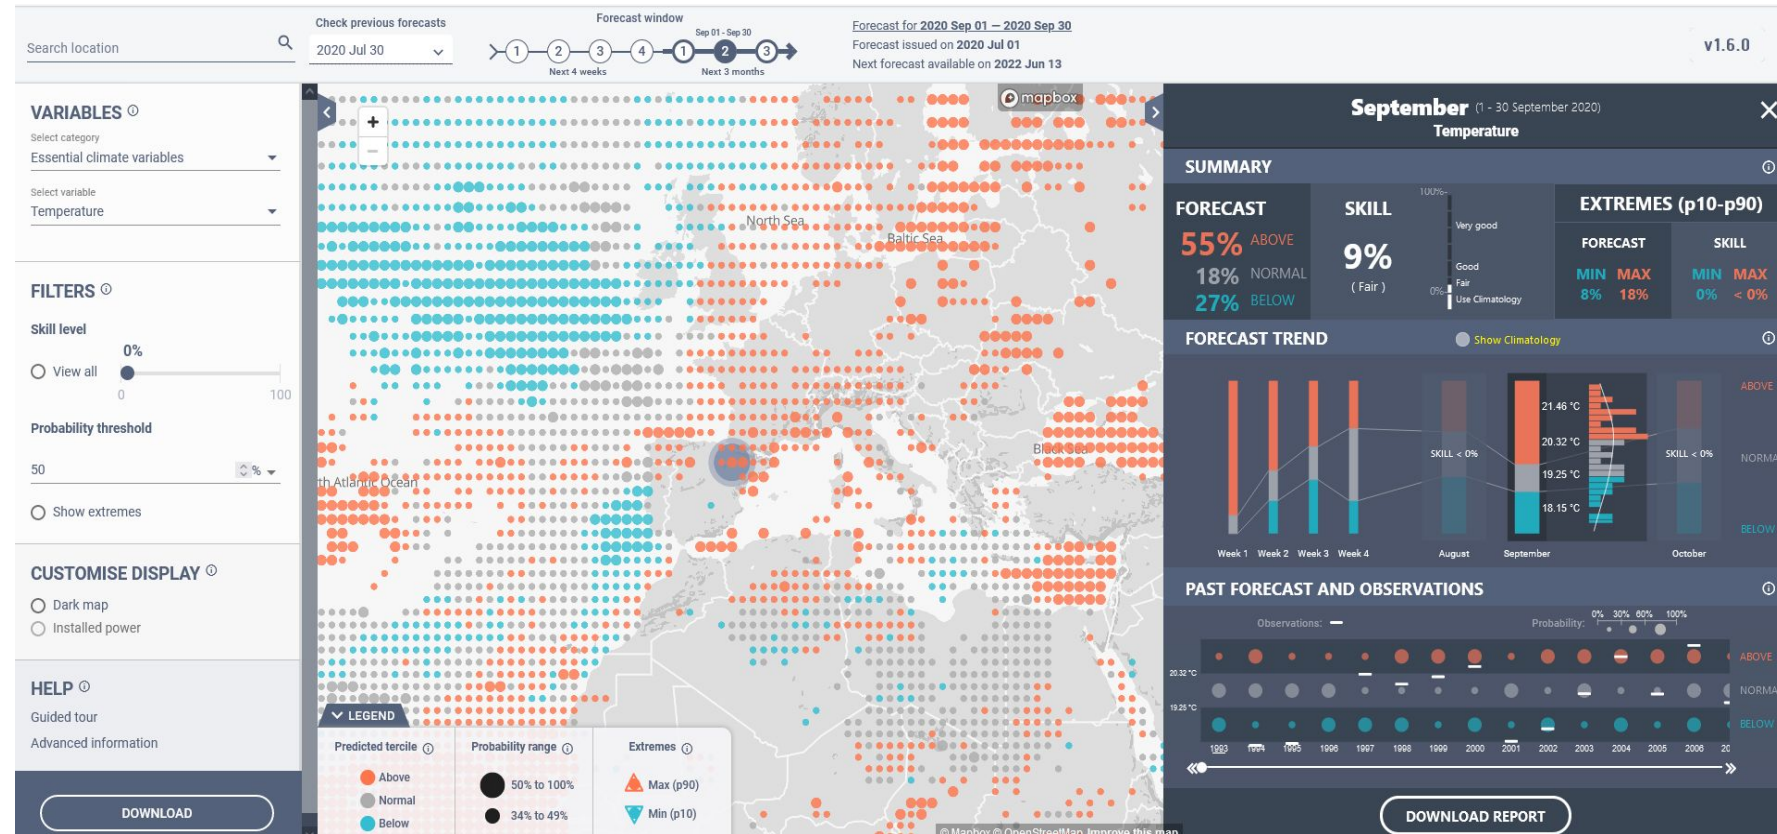 Search location
Check previous forecasts
2020 Jul 30
Forecast window
Sep 01 - Sep 30
1 2 3 4 1 2 3
Next 4 weeks Next 3 months
Forecast for 2020 Sep 01 — 2020 Sep 30
Forecast issued on 2020 Jul 01
Next forecast available on 2022 Jun 13
v1.6.0
VARIABLES
Select category
Essential climate variables
Select variable
Temperature
FILTERS
Skill level
0%
View all
0 100
Probability threshold
50 %
Show extremes
CUSTOMISE DISPLAY
Dark map
Installed power
HELP
Guided tour
Advanced information
DOWNLOAD
+
−
mapbox
North Sea
Baltic Sea
Black Sea
th Atlantic Ocean
LEGEND
Predicted tercile
Above
Normal
Below
Probability range
50% to 100%
34% to 49%
Extremes
Max (p90)
Min (p10)
© Mapbox © OpenStreetMap Improve this map
September (1 - 30 September 2020)
Temperature
SUMMARY
FORECAST
55% ABOVE
18% NORMAL
27% BELOW
SKILL
9%
( Fair )
100%
Very good
Good
Fair
0%
Use Climatology
EXTREMES (p10-p90)
FORECAST SKILL
MIN MAX MIN MAX
8% 18% 0% < 0%
FORECAST TREND
Show Climatology
ABOVE
NORMA
BELOW
21.46 °C
20.32 °C
19.25 °C
18.15 °C
SKILL < 0%
SKILL < 0%
Week 1 Week 2 Week 3 Week 4 August September October
PAST FORECAST AND OBSERVATIONS
Observations:
Probability:
0% 30% 60% 100%
ABOVE
20.32 °C
NORMA
19.25 °C
BELOW
1993 1994 1995 1996 1997 1998 1999 2000 2001 2002 2003 2004 2005 2006 20
DOWNLOAD REPORT